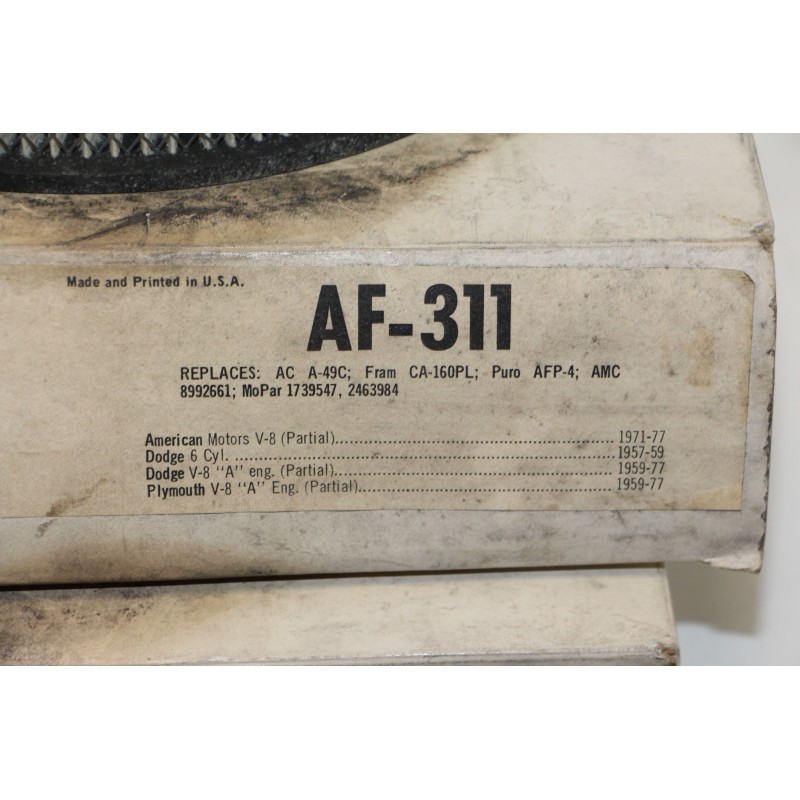 Made and Printed in U.S.A.
AF-311
REPLACES: AC A-49C; Fram CA-160PL; Puro AFP-4; AMC
8992661; MoPar 1739547, 2463984
American Motors V-8 (Partial)........................................................ 1971-77
Dodge 6 Cyl. ............................................................................ 1957-59
Dodge V-8 "A" eng. (Partial)........................................................ 1959-77
Plymouth V-8 "A" Eng. (Partial)................................................... 1959-77